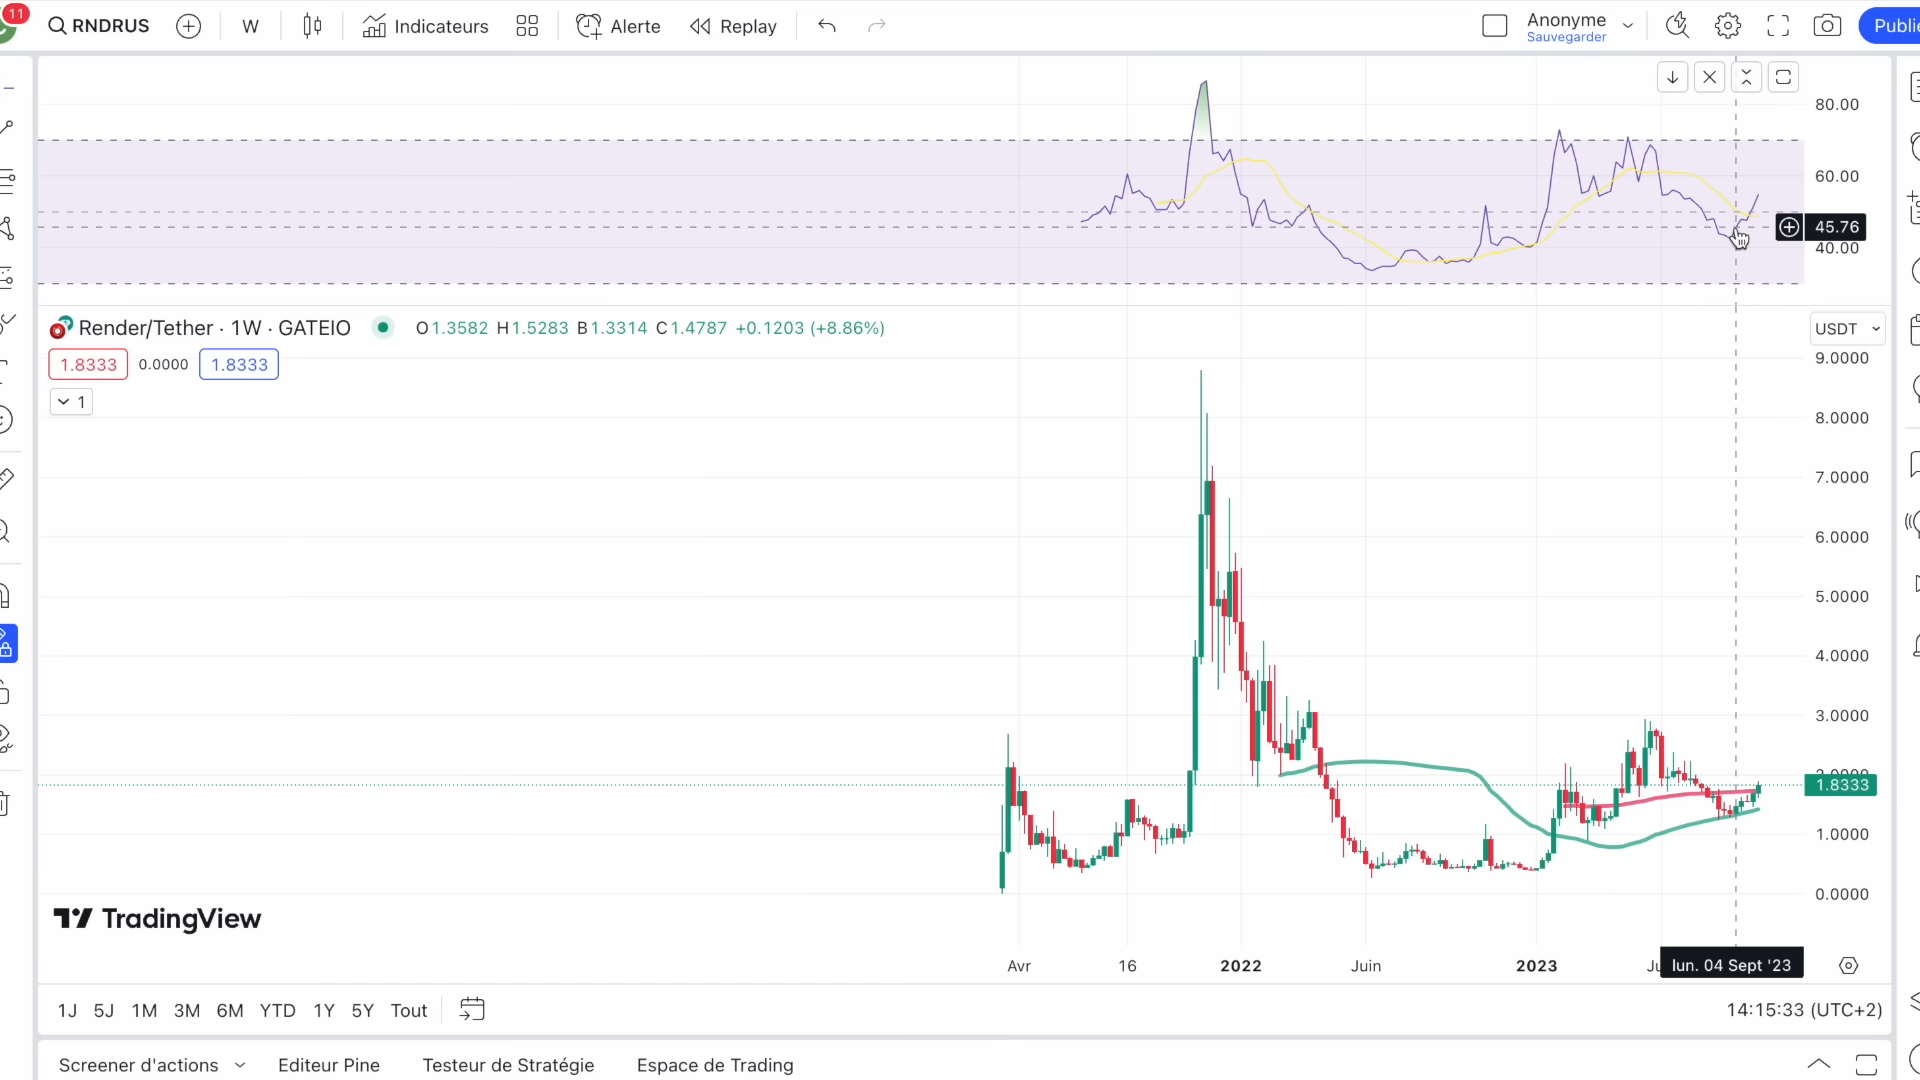 11
RNDRUS
W
Indicateurs
Alerte
Replay
Anonyme
Sauvegarder
80.00
60.00
45.76
40.00
Render/Tether · 1W · GATEIO
O1.3582 H1.5283 B1.3314 C1.4787 +0.1203 (+8.86%)
USDT
1.8333 0.0000 1.8333
1
9.0000
8.0000
7.0000
6.0000
5.0000
4.0000
3.0000
2.0000
1.8333
1.0000
0.0000
TradingView
Avr
16
2022
Juin
2023
lun. 04 Sept '23
1J 5J 1M 3M 6M YTD 1Y 5Y Tout
14:15:33 (UTC+2)
Screener d'actions
Editeur Pine
Testeur de Stratégie
Espace de Trading